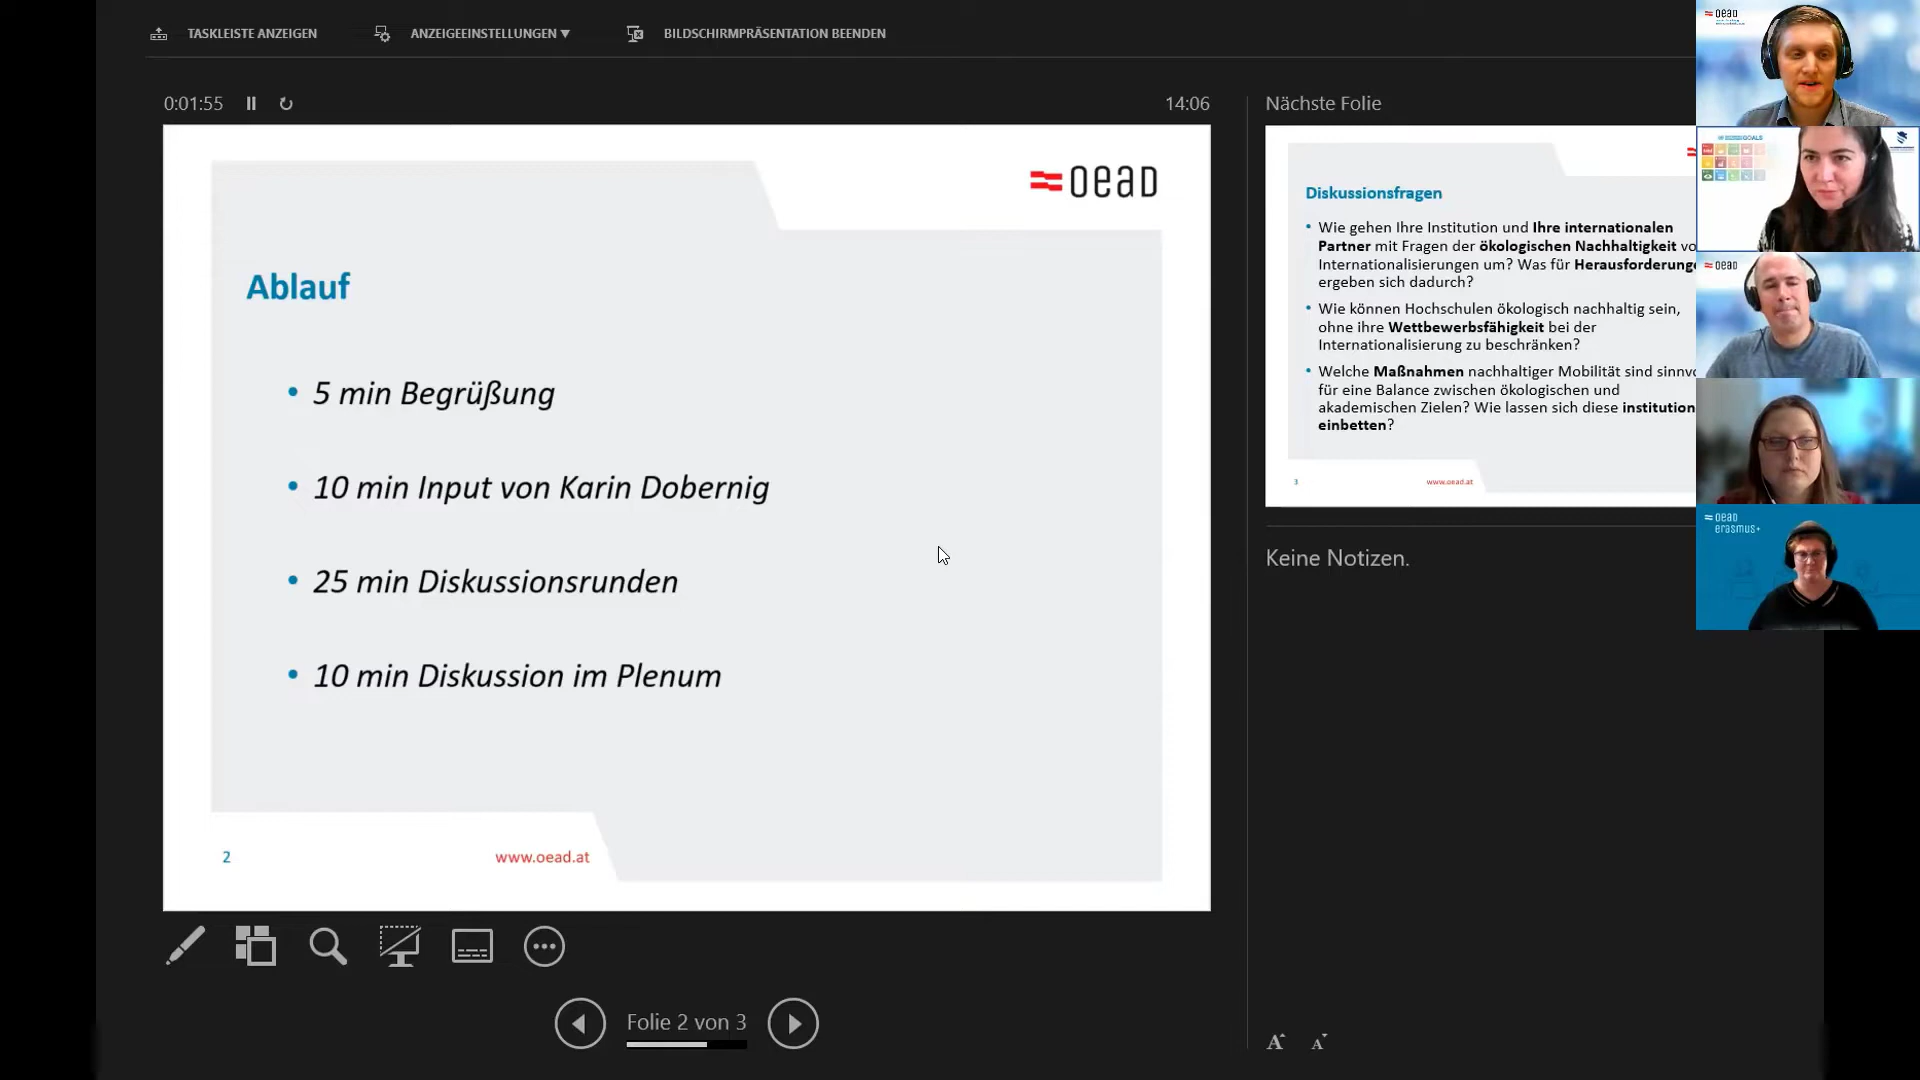 TASKLEISTE ANZEIGEN
ANZEIGEEINSTELLUNGEN ▼
BILDSCHIRMPRÄSENTATION BEENDEN
0:01:55
14:06
oead
Ablauf
• 5 min Begrüßung
• 10 min Input von Karin Dobernig
• 25 min Diskussionsrunden
• 10 min Diskussion im Plenum
2
www.oead.at
Folie 2 von 3
Nächste Folie
Diskussionsfragen
• Wie gehen Ihre Institution und Ihre internationalen
Partner mit Fragen der ökologischen Nachhaltigkeit vo
Internationalisierungen um? Was für Herausforderunge
ergeben sich dadurch?
• Wie können Hochschulen ökologisch nachhaltig sein,
ohne ihre Wettbewerbsfähigkeit bei der
Internationalisierung zu beschränken?
• Welche Maßnahmen nachhaltiger Mobilität sind sinnvo
für eine Balance zwischen ökologischen und
akademischen Zielen? Wie lassen sich diese institution
einbetten?
3
www.oead.at
Keine Notizen.
A A
oead
GOALS
oead
oead
erasmus+